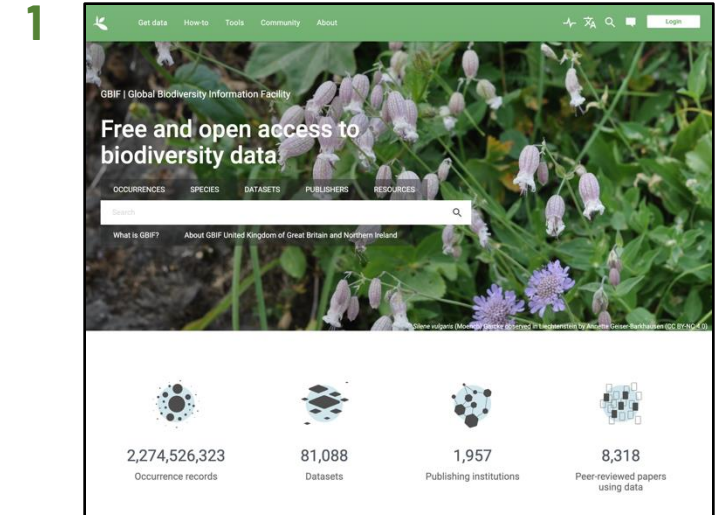 1
Get data How-to Tools Community About Login
GBIF | Global Biodiversity Information Facility
Free and open access to
biodiversity data
OCCURRENCES SPECIES DATASETS PUBLISHERS RESOURCES
Search
What is GBIF? About GBIF United Kingdom of Great Britain and Northern Ireland
Silene vulgaris (Moench) Garcke observed in Liechtenstein by Annette Geiser-Barkhausen (CC BY-NC 4.0)
2,274,526,323 81,088 1,957 8,318
Occurrence records Datasets Publishing institutions Peer-reviewed papers
using data